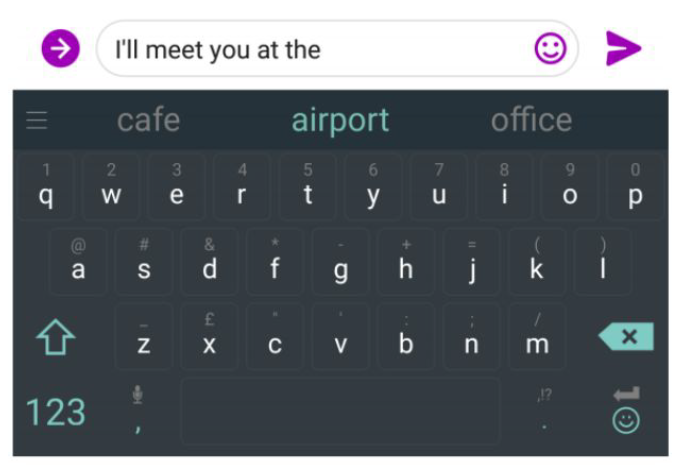 I'll meet you at the
cafe airport office
1 2 3 4 5 6 7 8 9 0
q w e r t y u i o p
@ # & * - + = ( )
a s d f g h j k l
_ £ " ' : ; /
z x c v b n m
,!?
123 , .